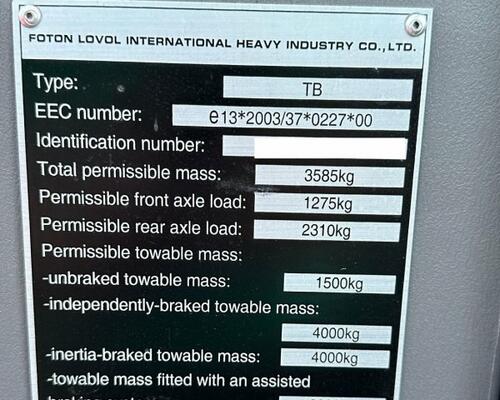 FOTON LOVOL INTERNATIONAL HEAVY INDUSTRY CO.,LTD.
Type: TB
EEC number: e13*2003/37*0227*00
Identification number:
Total permissible mass: 3585kg
Permissible front axle load: 1275kg
Permissible rear axle load: 2310kg
Permissible towable mass:
-unbraked towable mass: 1500kg
-independently-braked towable mass:
4000kg
-inertia-braked towable mass: 4000kg
-towable mass fitted with an assisted